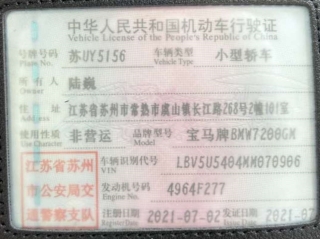 中华人民共和国机动车行驶证
Vehicle License of the People's Republic of China
号牌号码 苏UY5156 车辆类型 小型轿车
Plate No. Vehicle Type
所有人 陆巍
Owner
住址 江苏省苏州市常熟市虞山镇长江路268号2幢101室
Address
使用性质 非营运 品牌型号 宝马牌BMW7200GM
Use Character Model
江苏省苏州市公安局交通警察支队
车辆识别代号 LBV5U5404MM070906
VIN
发动机号码 4964F277
Engine No.
注册日期 2021-07-02 发证日期